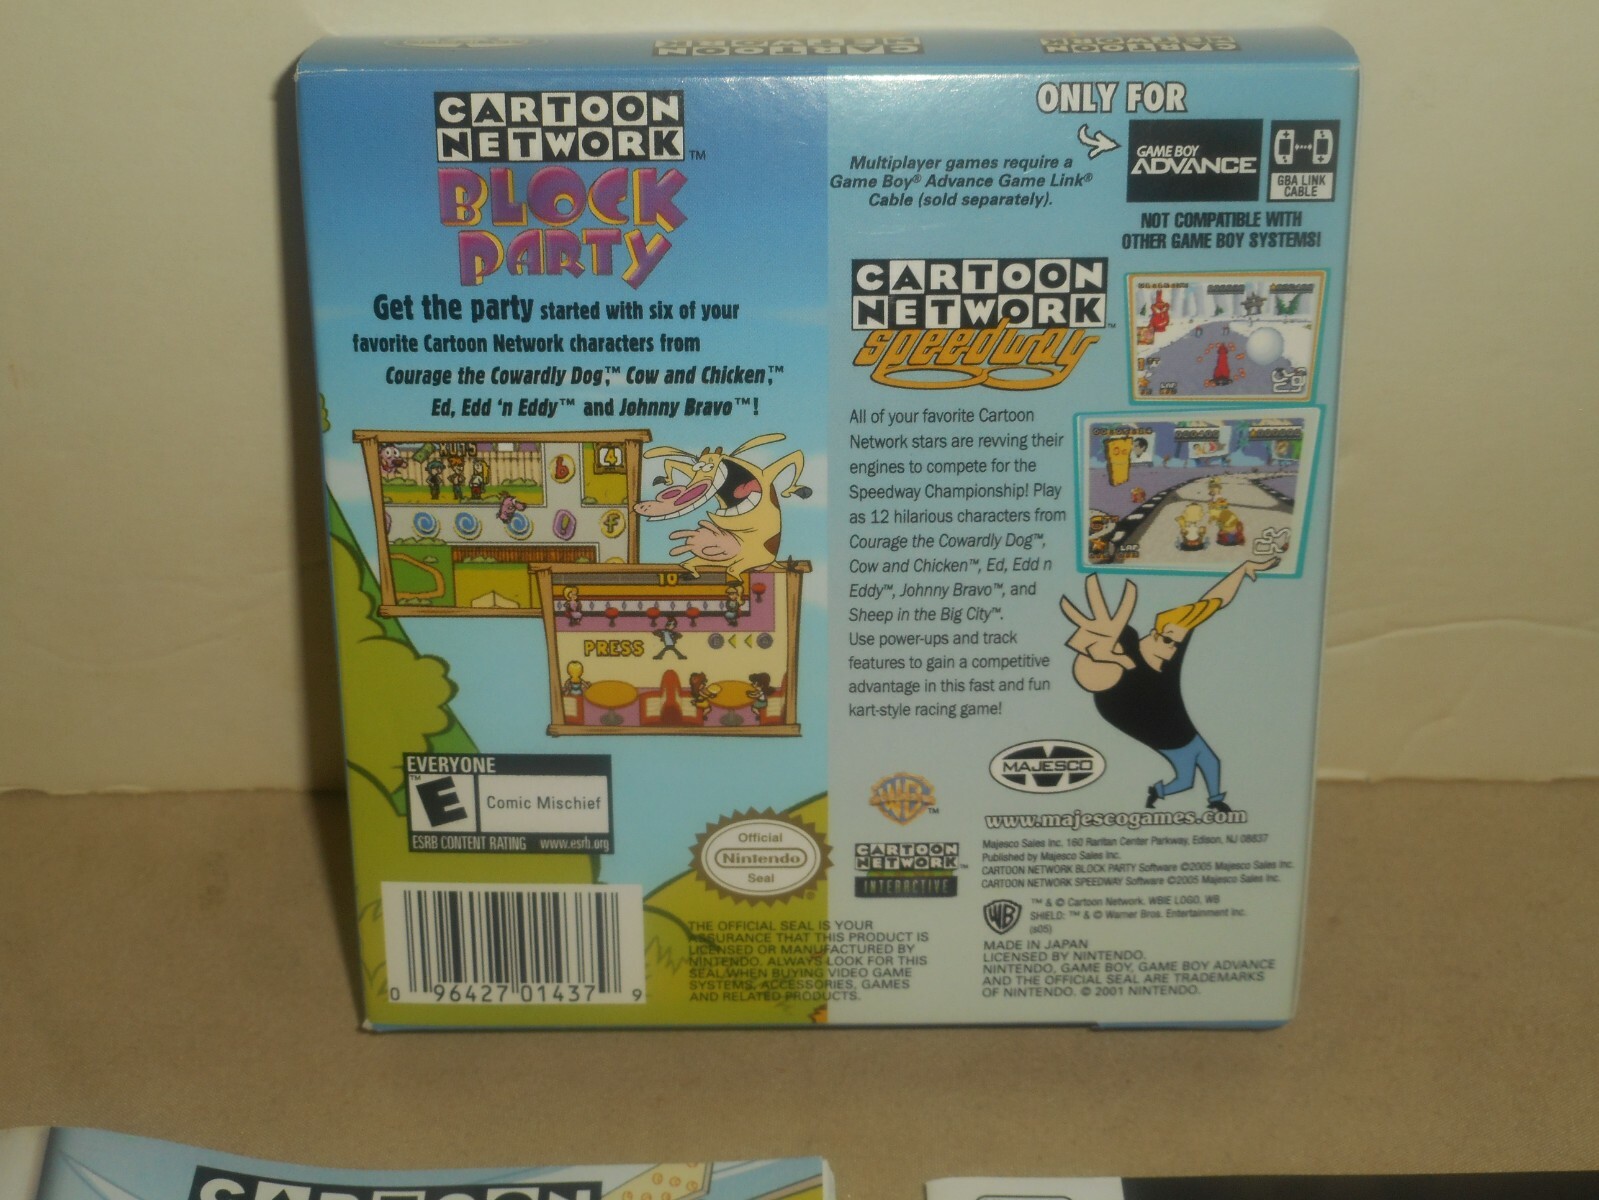 CARTOON
NETWORK™
BLOCK
PARTY
Get the party started with six of your
favorite Cartoon Network characters from
Courage the Cowardly Dog,™ Cow and Chicken,™
Ed, Edd 'n Eddy™ and Johnny Bravo™!
10
PRESS
EVERYONE
E™
Comic Mischief
ESRB CONTENT RATING www.esrb.org
0 96427 01437 9
Official
Nintendo
Seal
THE OFFICIAL SEAL IS YOUR
ASSURANCE THAT THIS PRODUCT IS
LICENSED OR MANUFACTURED BY
NINTENDO. ALWAYS LOOK FOR THIS
SEAL WHEN BUYING VIDEO GAME
SYSTEMS, ACCESSORIES, GAMES
AND RELATED PRODUCTS.
ONLY FOR
GAME BOY
ADVANCE
GBA LINK
CABLE
Multiplayer games require a
Game Boy® Advance Game Link®
Cable (sold separately).
NOT COMPATIBLE WITH
OTHER GAME BOY SYSTEMS!
CARTOON
NETWORK™
speedway
All of your favorite Cartoon
Network stars are revving their
engines to compete for the
Speedway Championship! Play
as 12 hilarious characters from
Courage the Cowardly Dog™,
Cow and Chicken™, Ed, Edd n
Eddy™, Johnny Bravo™, and
Sheep in the Big City™.
Use power-ups and track
features to gain a competitive
advantage in this fast and fun
kart-style racing game!
LAP
LAP
MAJESCO
www.majescogames.com
WB™
CARTOON
NETWORK™
INTERACTIVE
Majesco Sales Inc. 160 Raritan Center Parkway, Edison, NJ 08837
Published by Majesco Sales Inc.
CARTOON NETWORK BLOCK PARTY Software ©2005 Majesco Sales Inc.
CARTOON NETWORK SPEEDWAY Software ©2005 Majesco Sales Inc.
WB
™ & © Cartoon Network. WBIE LOGO, WB
SHIELD: ™ & © Warner Bros. Entertainment Inc.
(s05)
MADE IN JAPAN
LICENSED BY NINTENDO.
NINTENDO, GAME BOY, GAME BOY ADVANCE
AND THE OFFICIAL SEAL ARE TRADEMARKS
OF NINTENDO. © 2001 NINTENDO.
CARTOON